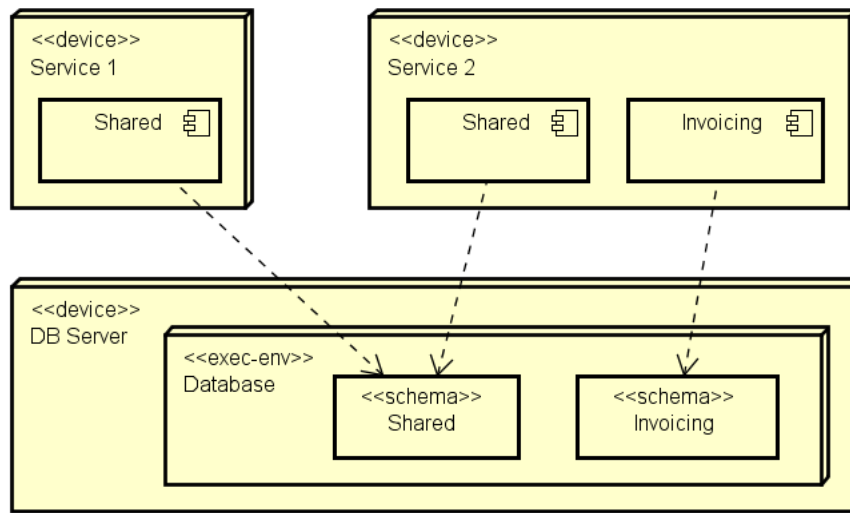 <<device>>
Service 1
Shared
<<device>>
Service 2
Shared
Invoicing
<<device>>
DB Server
<<exec-env>>
Database
<<schema>>
Shared
<<schema>>
Invoicing